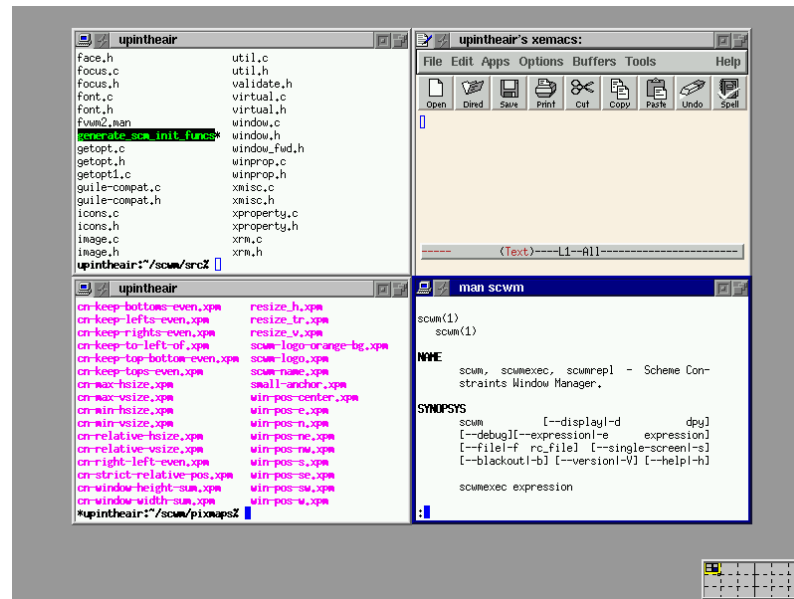 upintheair
face.h util.c
focus.c util.h
focus.h validate.h
font.c virtual.c
font.h virtual.h
fvwm2.man window.c
generate_scm_init_funcs* window.h
getopt.c window_fwd.h
getopt.h winprop.c
getopt1.c winprop.h
guile-compat.c xmisc.c
guile-compat.h xmisc.h
icons.c xproperty.c
icons.h xproperty.h
image.c xrm.c
image.h xrm.h
upintheair:~/scwm/src%
upintheair's xemacs:
File Edit Apps Options Buffers Tools Help
Open Dired Save Print Cut Copy Paste Undo Spell
----- (Text)----L1--All-----------------------
upintheair
cn-keep-bottoms-even.xpm resize_h.xpm
cn-keep-lefts-even.xpm resize_tr.xpm
cn-keep-rights-even.xpm resize_v.xpm
cn-keep-to-left-of.xpm scwm-logo-orange-bg.xpm
cn-keep-top-bottom-even.xpm scwm-logo.xpm
cn-keep-tops-even.xpm scwm-name.xpm
cn-max-hsize.xpm small-anchor.xpm
cn-max-vsize.xpm win-pos-center.xpm
cn-min-hsize.xpm win-pos-e.xpm
cn-min-vsize.xpm win-pos-n.xpm
cn-relative-hsize.xpm win-pos-ne.xpm
cn-relative-vsize.xpm win-pos-nw.xpm
cn-right-left-even.xpm win-pos-s.xpm
cn-strict-relative-pos.xpm win-pos-se.xpm
cn-window-height-sum.xpm win-pos-sw.xpm
cn-window-width-sum.xpm win-pos-w.xpm
*upintheair:~/scwm/pixmaps%
man scwm
scwm(1)
scwm(1)
NAME
scwm, scwmexec, scwmrepl - Scheme Con-
straints Window Manager.
SYNOPSYS
scwm [--display|-d dpy]
[--debug][--expression|-e expression]
[--file|-f rc_file] [--single-screen|-s]
[--blackout|-b] [--version|-V] [--help|-h]
scwmexec expression
: